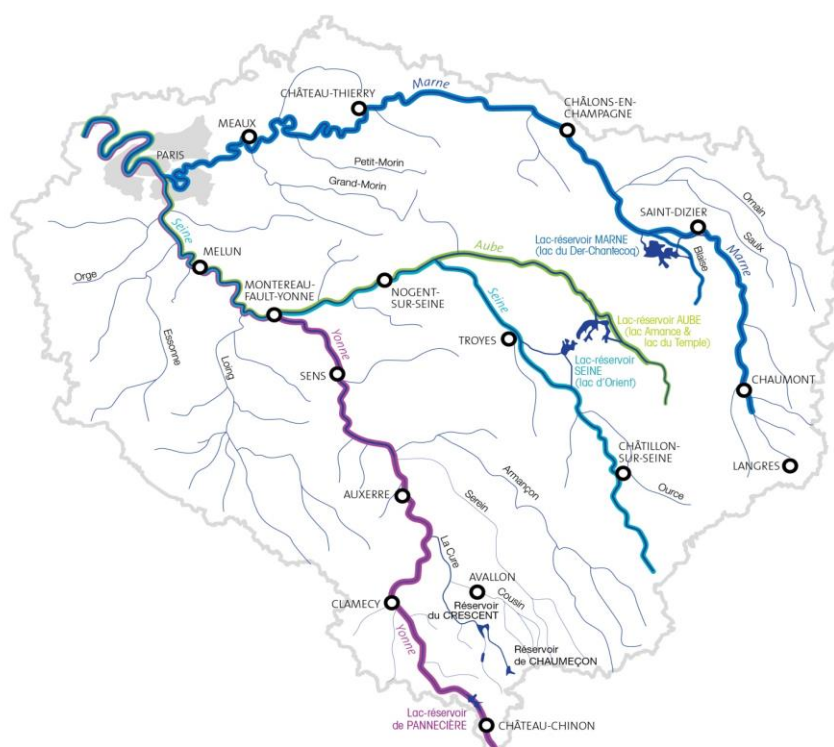 Marne
CHÂTEAU-THIERRY
CHÂLONS-EN-
CHAMPAGNE
MEAUX
PARIS
Petit-Morin
Grand-Morin
Ornain
SAINT-DIZIER
Saulx
Seine
Marne
Lac-réservoir MARNE
(lac du Der-Chantecoq)
Blaise
Aube
MELUN
Orge
MONTEREAU-
FAULT-YONNE
NOGENT-
SUR-SEINE
Seine
Lac-réservoir AUBE
(lac Amance &
lac du Temple)
TROYES
Lac-réservoir
SEINE
(lac d'Orient)
Essonne
Loing
Yonne
SENS
CHAUMONT
CHÂTILLON-
SUR-SEINE
LANGRES
Ource
Armançon
Serein
AUXERRE
La Cure
AVALLON
Cousin
Réservoir
du CRESCENT
CLAMECY
Yonne
Réservoir
de CHAUMEÇON
Lac-réservoir
de PANNECIÈRE
CHÂTEAU-CHINON